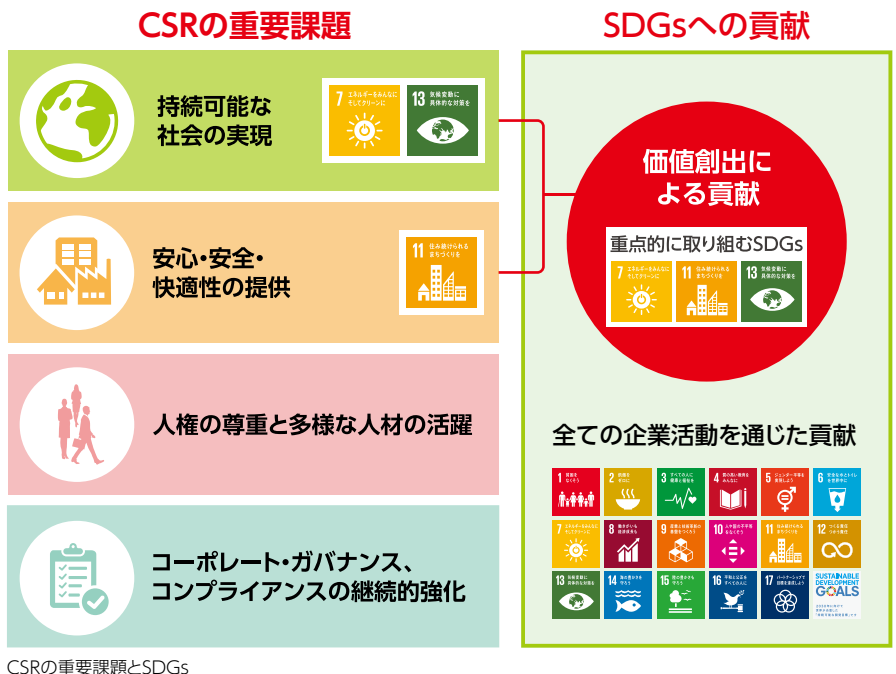 CSRの重要課題
SDGsへの貢献
持続可能な
社会の実現
7 エネルギーをみんなに
そしてクリーンに
13 気候変動に
具体的な対策を
安心・安全・
快適性の提供
11 住み続けられる
まちづくりを
人権の尊重と多様な人材の活躍
コーポレート・ガバナンス、
コンプライアンスの継続的強化
価値創出に
よる貢献
重点的に取り組むSDGs
7 エネルギーをみんなに
そしてクリーンに
11 住み続けられる
まちづくりを
13 気候変動に
具体的な対策を
全ての企業活動を通じた貢献
1 貧困を
なくそう
2 飢餓を
ゼロに
3 すべての人に
健康と福祉を
4 質の高い教育を
みんなに
5 ジェンダー平等を
実現しよう
6 安全な水とトイレ
を世界中に
7 エネルギーをみんなに
そしてクリーンに
8 働きがいも
経済成長も
9 産業と技術革新の
基盤をつくろう
10 人や国の不平等
をなくそう
11 住み続けられる
まちづくりを
12 つくる責任
つかう責任
13 気候変動に
具体的な対策を
14 海の豊かさを
守ろう
15 陸の豊かさも
守ろう
16 平和と公正を
すべての人に
17 パートナーシップで
目標を達成しよう
SUSTAINABLE
DEVELOPMENT
GOALS
CSRの重要課題とSDGs